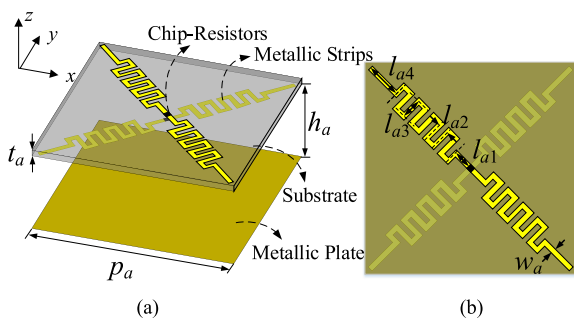 z
y
x
Chip-Resistors
Metallic Strips
h_a
t_a
Substrate
Metallic Plate
p_a
(a)
l_a4
l_a3
l_a2
l_a1
w_a
(b)